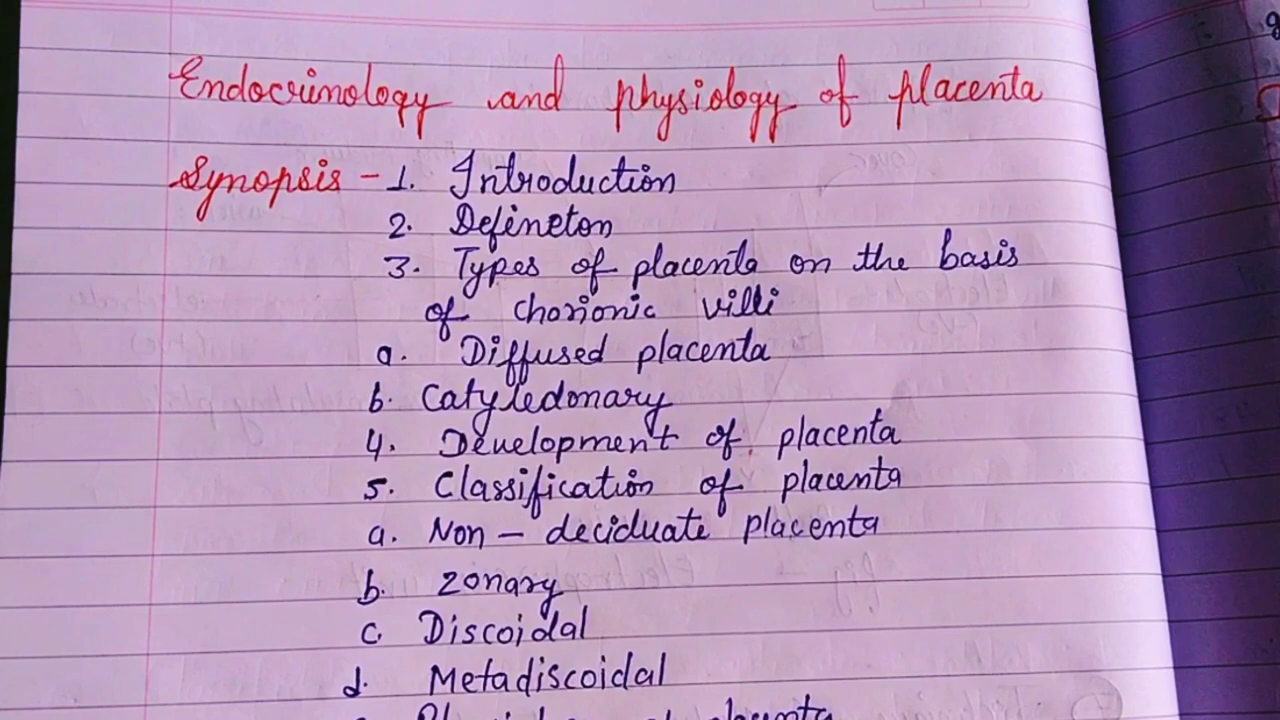 Endocrinology and physiology of placenta
Synopsis - 1. Introduction
2. Defineton
3. Types of placenta on the basis
of chorionic villi
a. Diffused placenta
b. Catyledonary
4. Development of placenta
5. Classification of placenta
a. Non - deciduate placenta
b. Zonary
c. Discoidal
d. Metadiscoidal
placenta